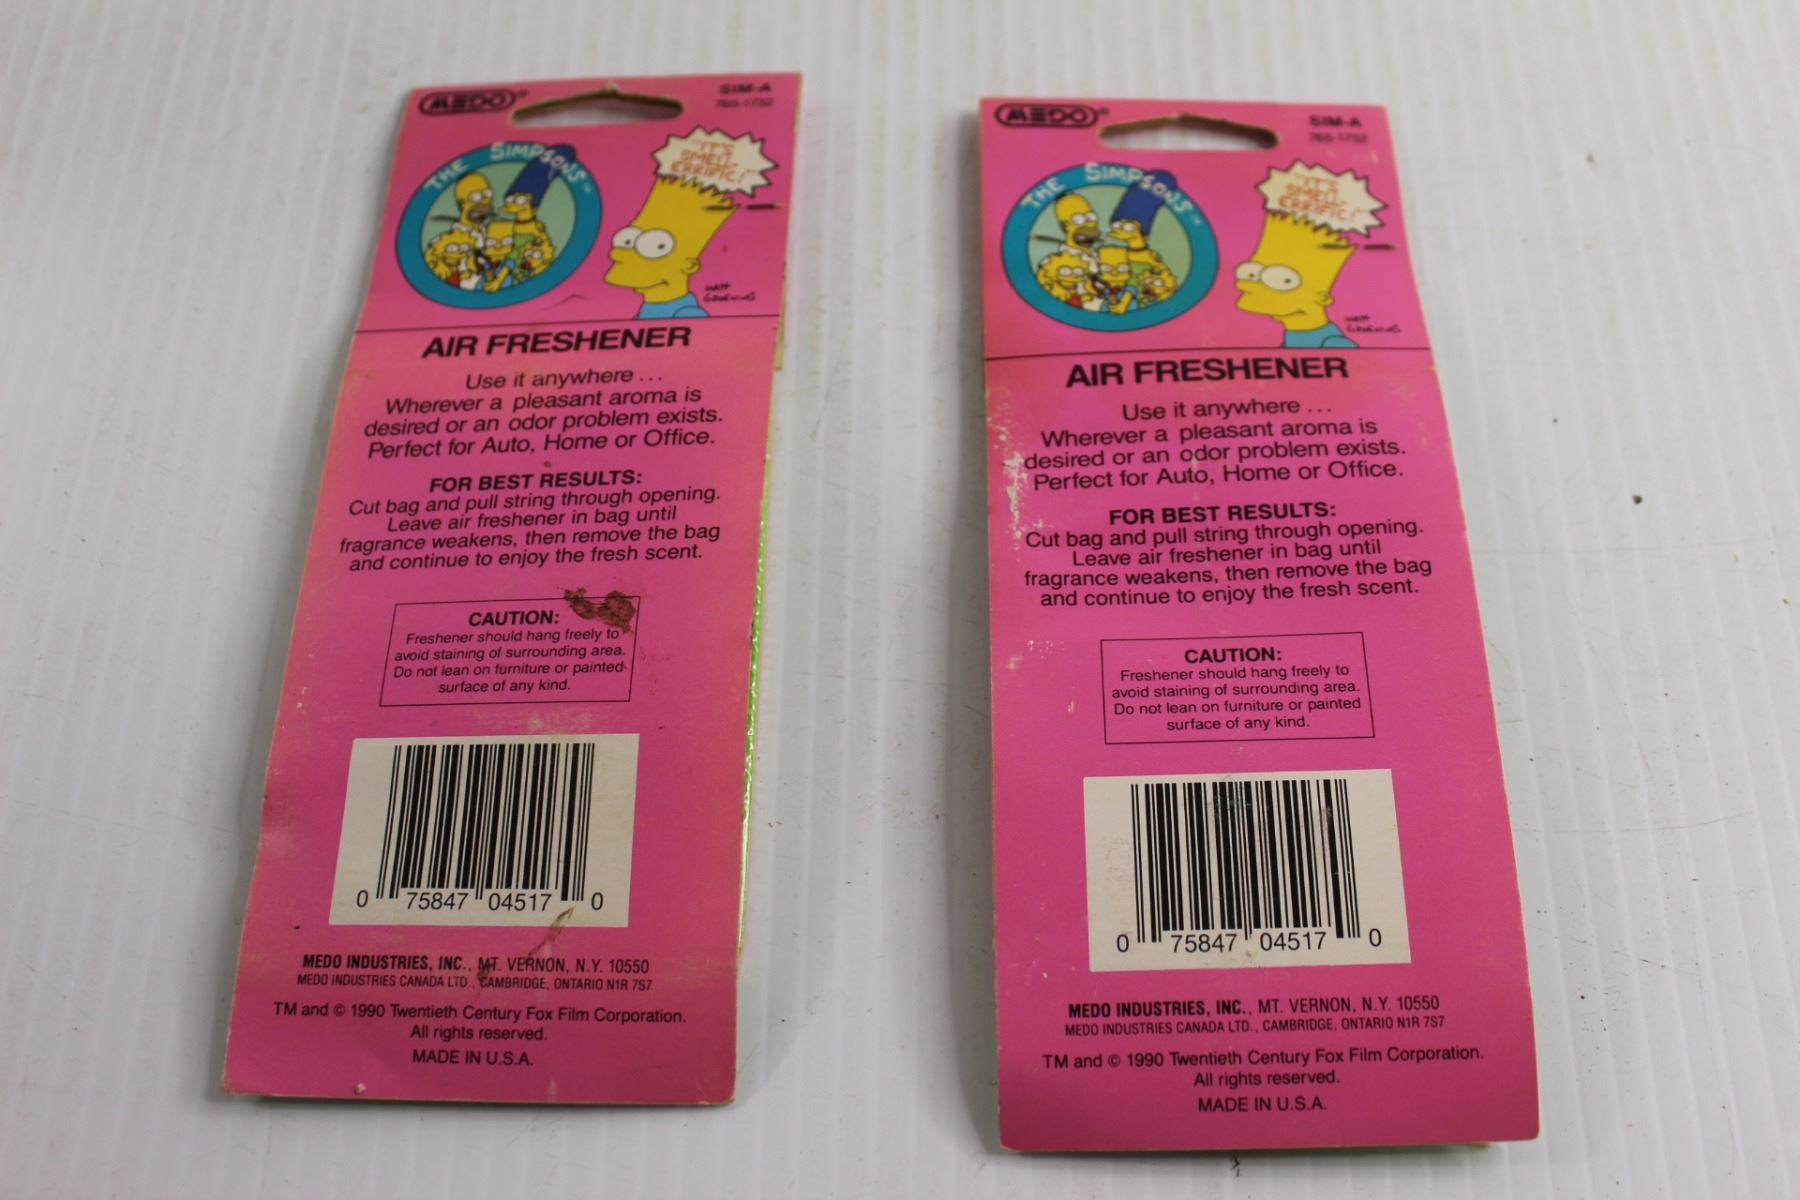 MEDO®
SIM-A
765-1732
THE SIMPSONS™
"IT'S
SMELL-
ERRIFIC!"
MATT
GROENING
AIR FRESHENER
Use it anywhere ...
Wherever a pleasant aroma is
desired or an odor problem exists.
Perfect for Auto, Home or Office.
FOR BEST RESULTS:
Cut bag and pull string through opening.
Leave air freshener in bag until
fragrance weakens, then remove the bag
and continue to enjoy the fresh scent.
CAUTION:
Freshener should hang freely to
avoid staining of surrounding area.
Do not lean on furniture or painted
surface of any kind.
0 75847 04517 0
MEDO INDUSTRIES, INC., MT. VERNON, N.Y. 10550
MEDO INDUSTRIES CANADA LTD., CAMBRIDGE, ONTARIO N1R 7S7
TM and © 1990 Twentieth Century Fox Film Corporation.
All rights reserved.
MADE IN U.S.A.
MEDO®
SIM-A
765-1732
THE SIMPSONS™
"IT'S
SMELL-
ERRIFIC!"
MATT
GROENING
AIR FRESHENER
Use it anywhere ...
Wherever a pleasant aroma is
desired or an odor problem exists.
Perfect for Auto, Home or Office.
FOR BEST RESULTS:
Cut bag and pull string through opening.
Leave air freshener in bag until
fragrance weakens, then remove the bag
and continue to enjoy the fresh scent.
CAUTION:
Freshener should hang freely to
avoid staining of surrounding area.
Do not lean on furniture or painted
surface of any kind.
0 75847 04517 0
MEDO INDUSTRIES, INC., MT. VERNON, N.Y. 10550
MEDO INDUSTRIES CANADA LTD., CAMBRIDGE, ONTARIO N1R 7S7
TM and © 1990 Twentieth Century Fox Film Corporation.
All rights reserved.
MADE IN U.S.A.